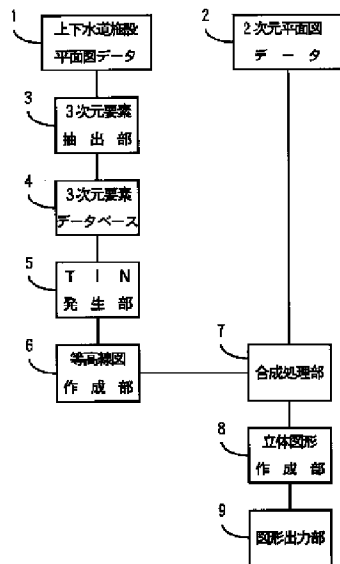 1
上下水道施設
平面図データ
2
2次元平面図
データ
3
3次元要素
抽出部
4
3次元要素
データベース
5
TIN
発生部
6
等高線図
作成部
7
合成処理部
8
立体図形
作成部
9
図形出力部